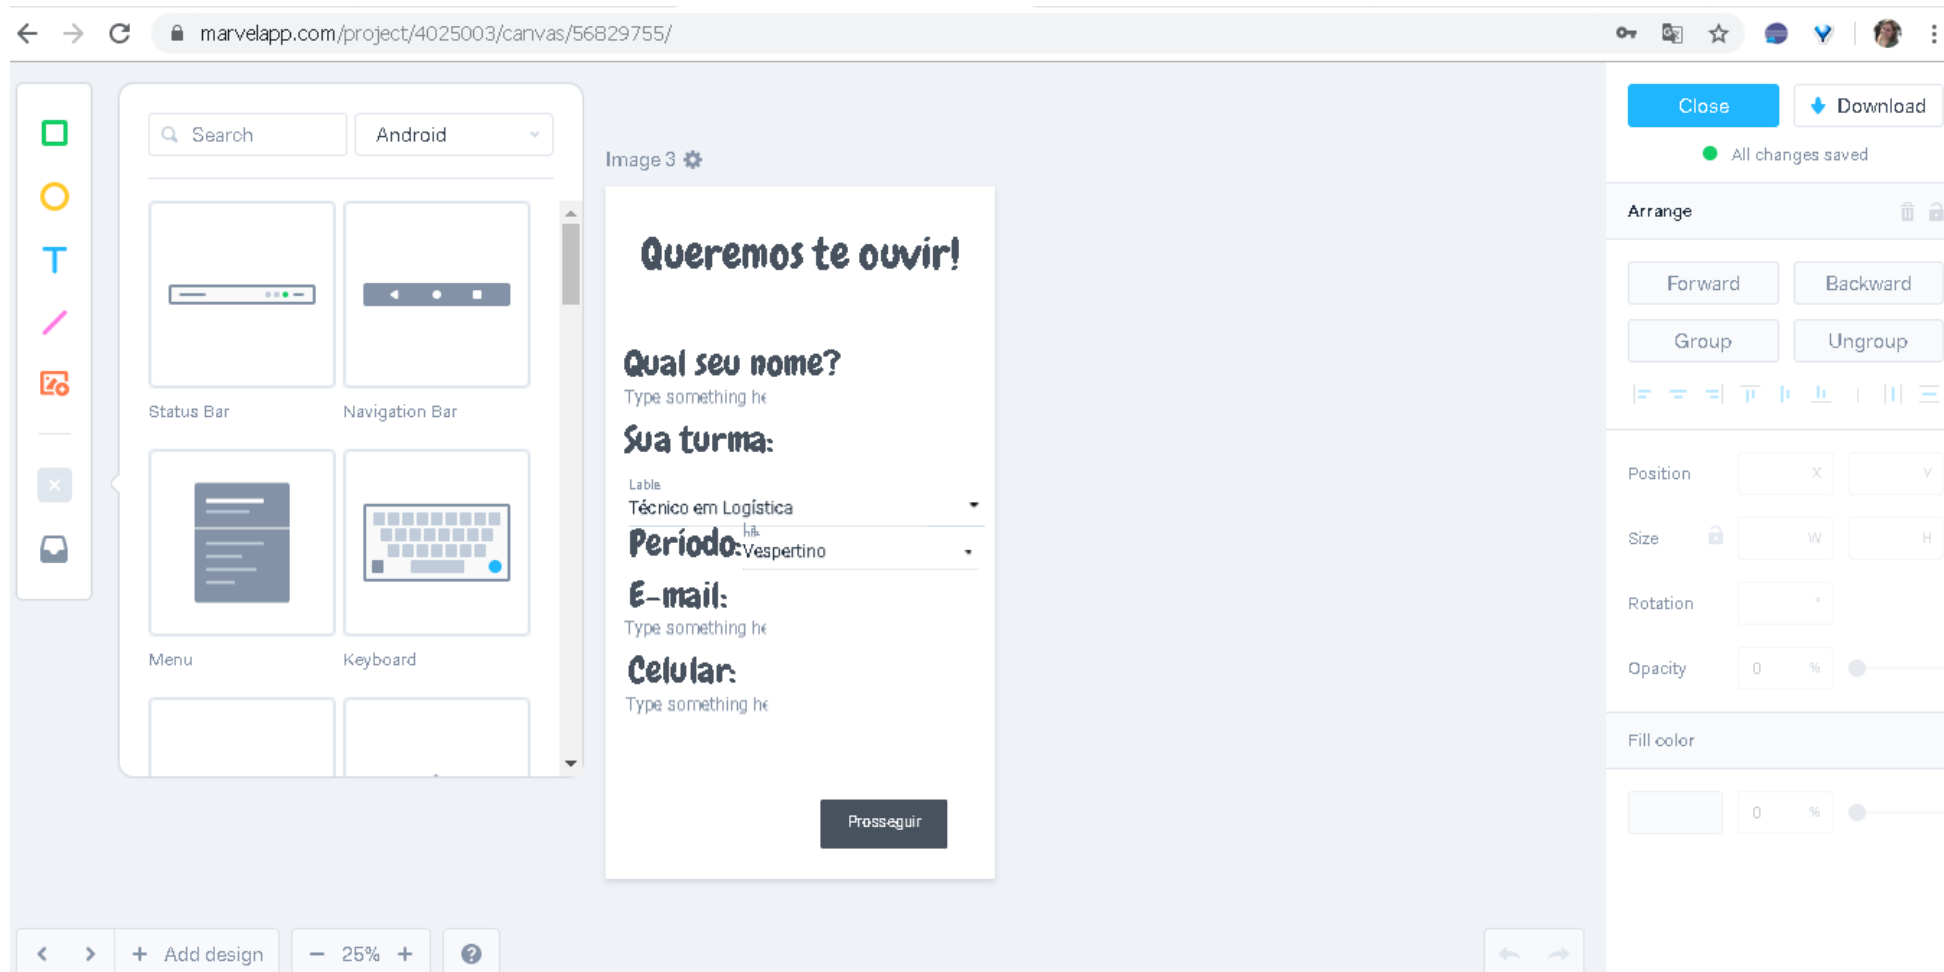 marvelapp.com/project/4025003/canvas/56829755/
Search
Android
Status Bar
Navigation Bar
Menu
Keyboard
Image 3
Queremos te ouvir!
Qual seu nome?
Type something he
Sua turma:
Lable
Técnico em Logística
Período:
Vespertino
E-mail:
Type something he
Celular:
Type something he
Prosseguir
Close
Download
All changes saved
Arrange
Forward
Backward
Group
Ungroup
Position
X
Y
Size
W
H
Rotation
°
Opacity
0
%
Fill color
0
%
Add design
25%